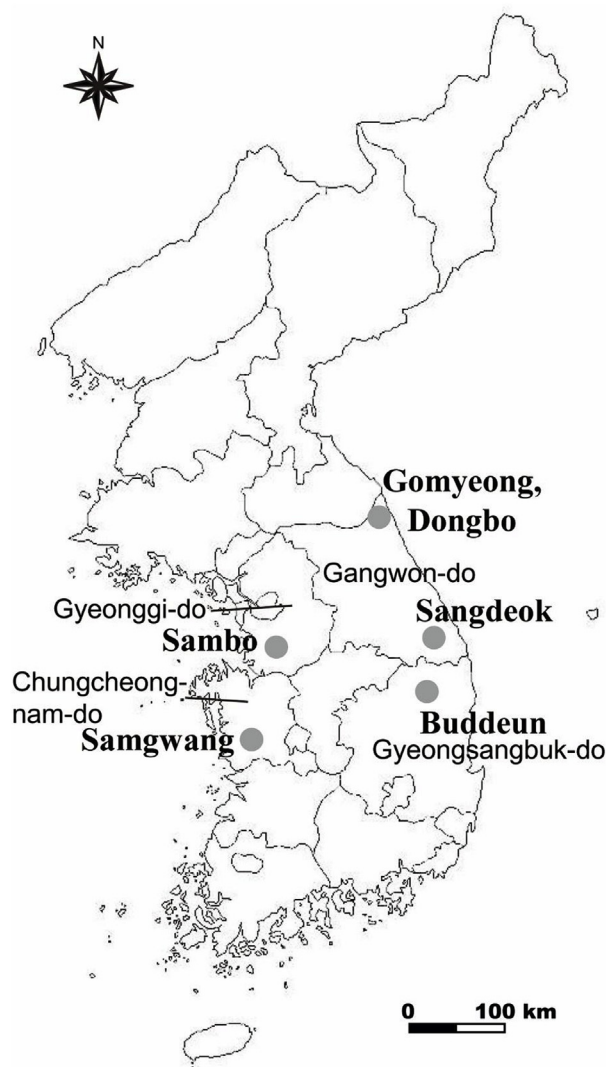 N
Gomyeong,
Dongbo
Gangwon-do
Gyeonggi-do
Sangdeok
Sambo
Chungcheong-
nam-do
Buddeun
Samgwang
Gyeongsangbuk-do
0 100 km